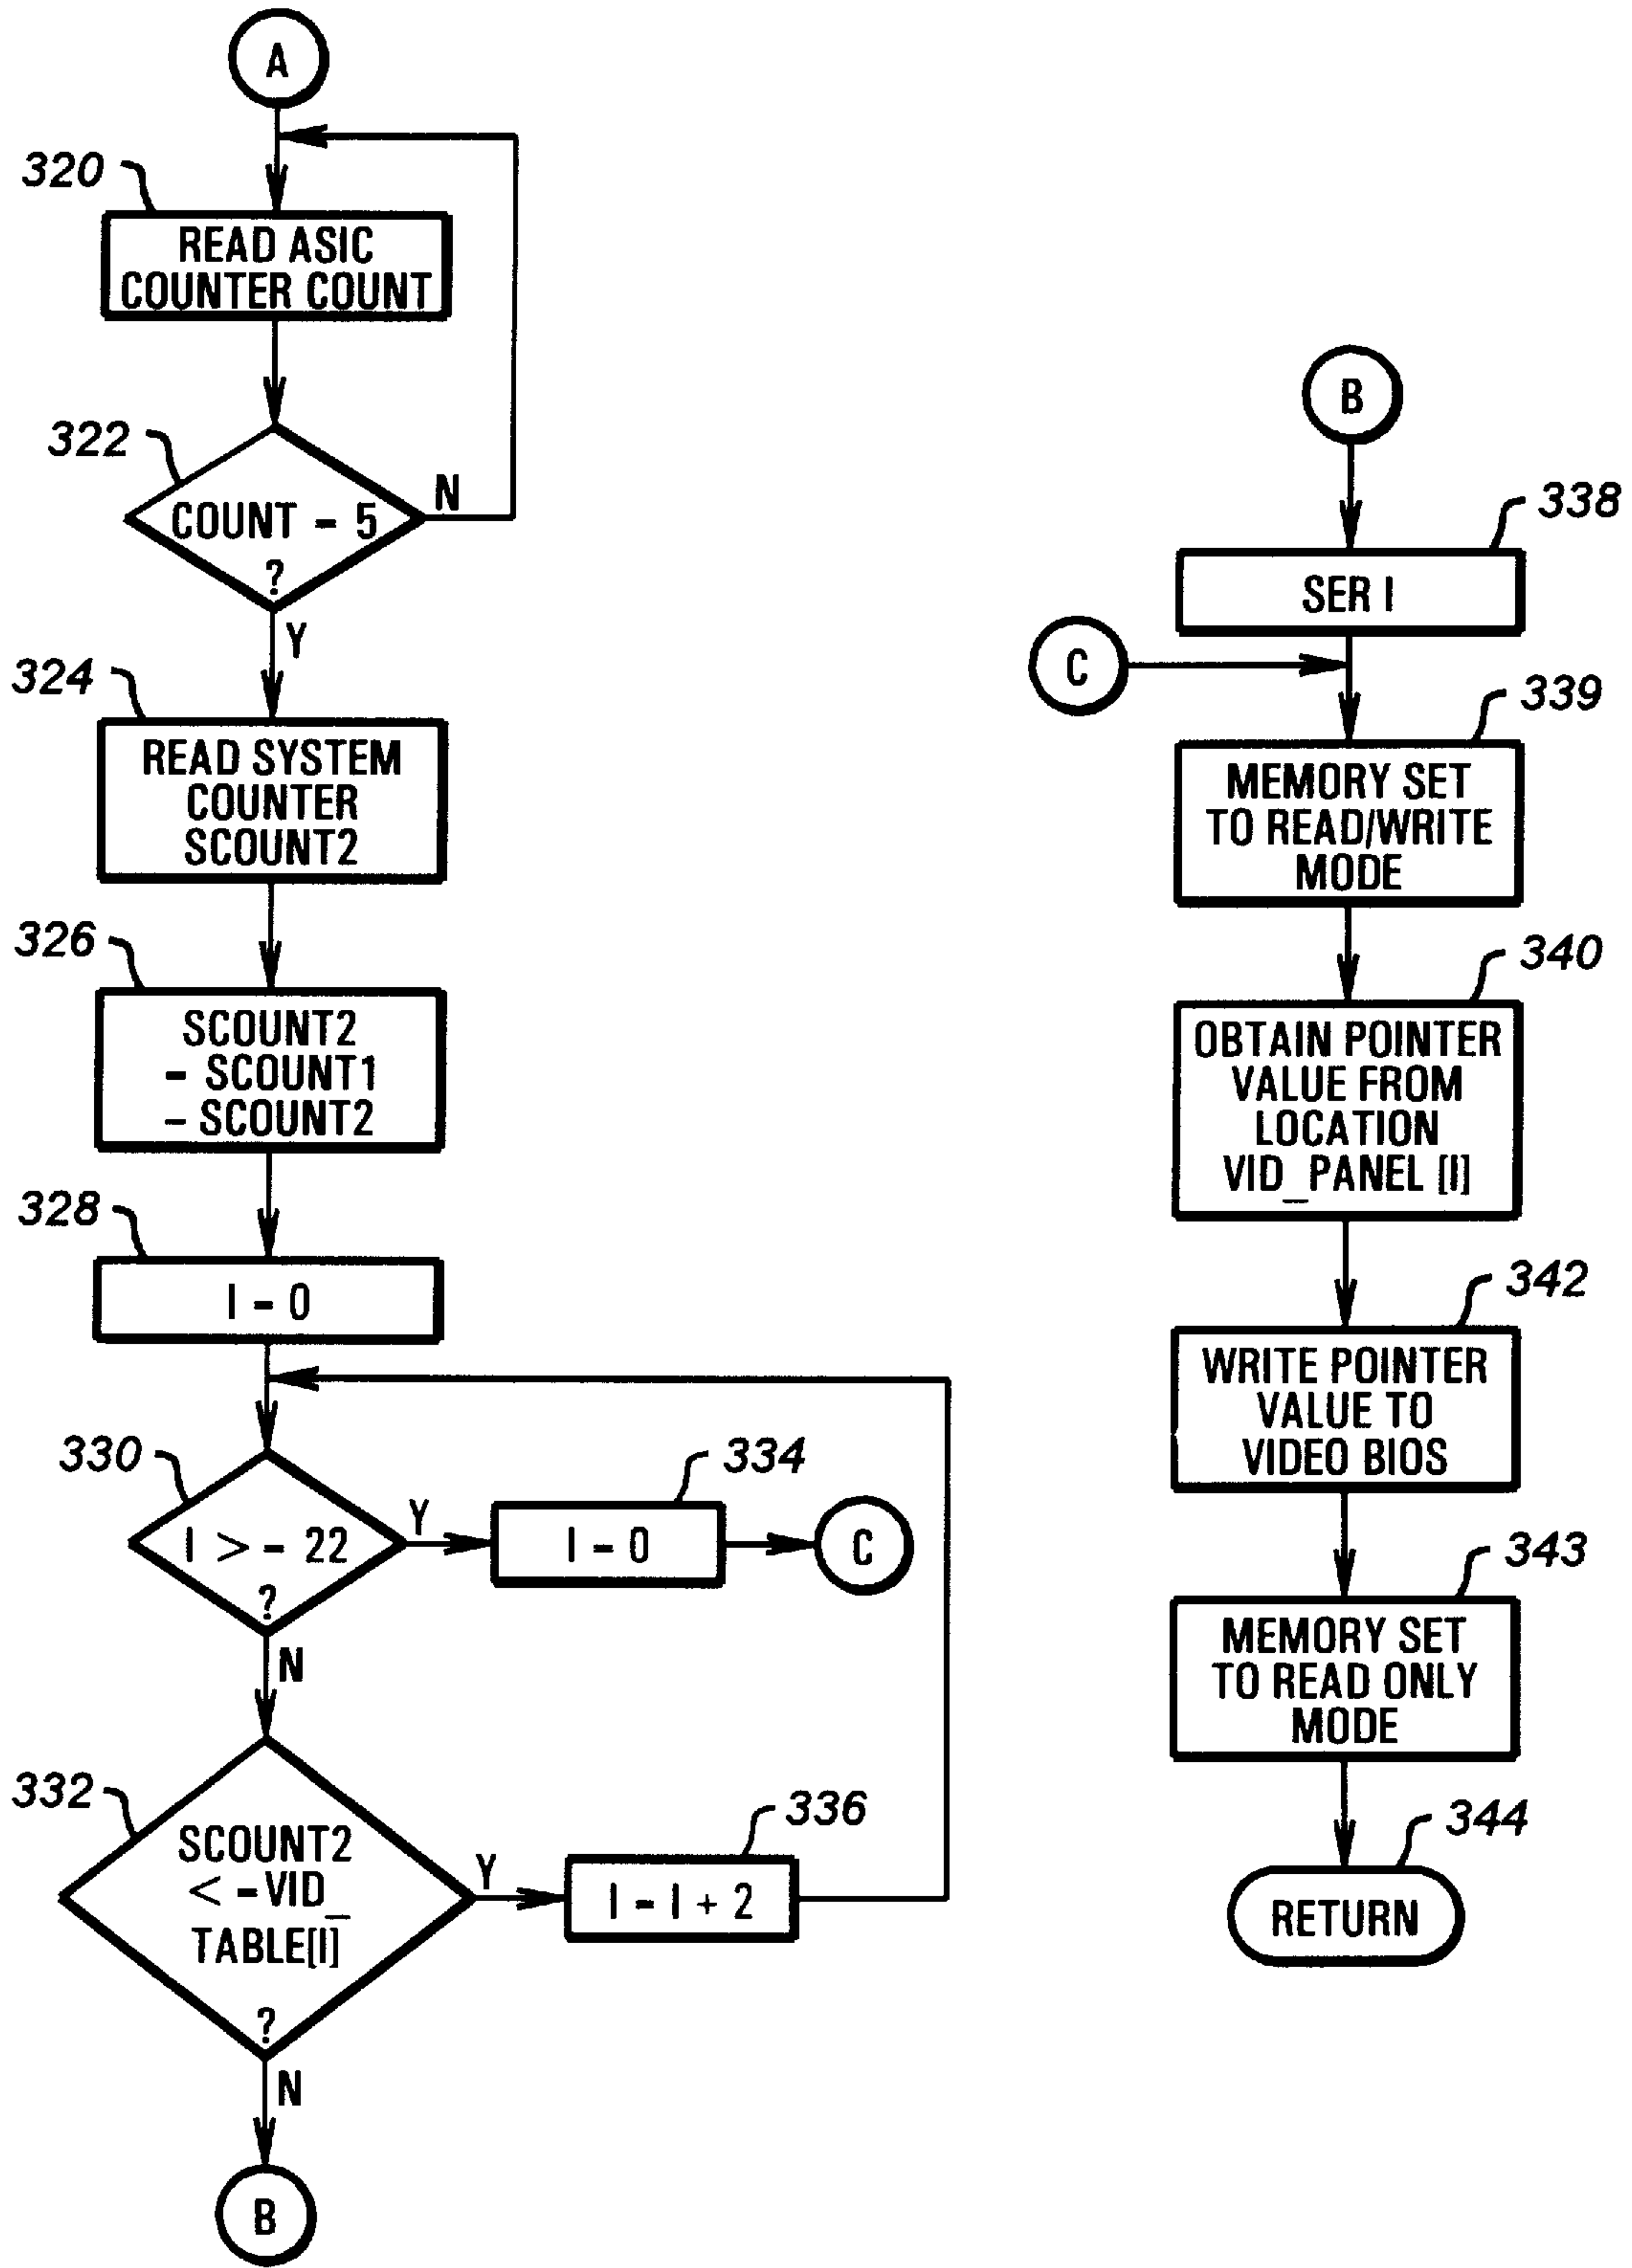 A
320
READ ASIC
COUNTER COUNT
322
COUNT = 5
?
N
Y
324
READ SYSTEM
COUNTER
SCOUNT2
326
SCOUNT2
= SCOUNT1
– SCOUNT2
328
I = 0
330
I > = 22
?
Y
334
I = 0
C
N
332
SCOUNT2
< =VID_
TABLE[I]
?
Y
336
I = I + 2
N
B
B
338
SER I
C
339
MEMORY SET
TO READ/WRITE
MODE
340
OBTAIN POINTER
VALUE FROM
LOCATION
VID_PANEL [I]
342
WRITE POINTER
VALUE TO
VIDEO BIOS
343
MEMORY SET
TO READ ONLY
MODE
344
RETURN